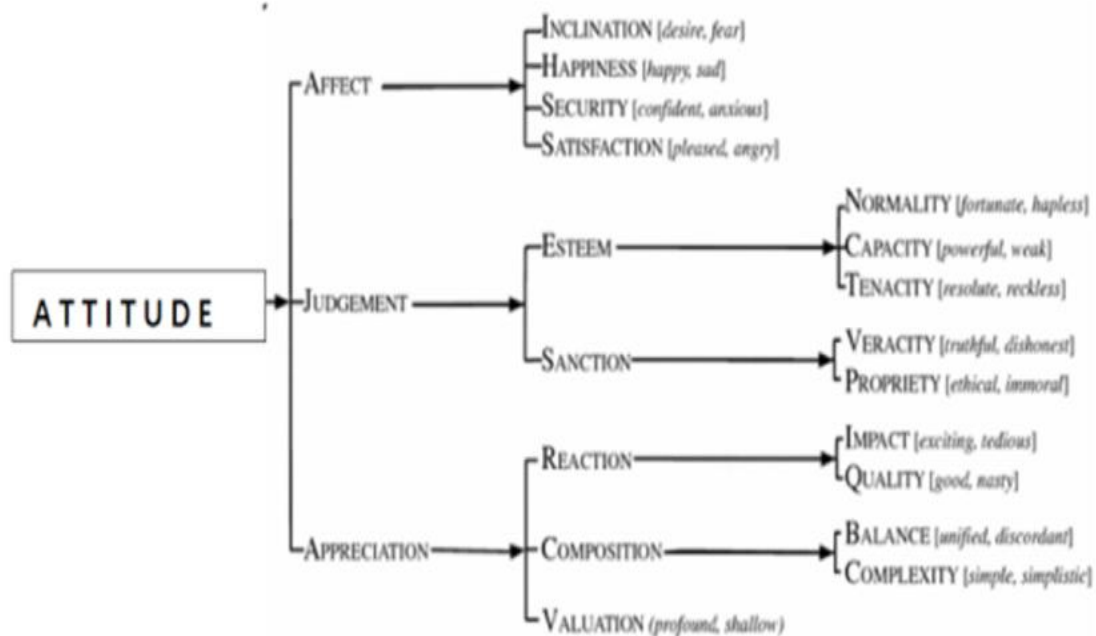 INCLINATION [desire, fear]
HAPPINESS [happy, sad]
AFFECT
SECURITY [confident, anxious]
SATISFACTION [pleased, angry]
NORMALITY [fortunate, hapless]
ESTEEM
CAPACITY [powerful, weak]
TENACITY [resolute, reckless]
ATTITUDE
JUDGEMENT
VERACITY [truthful, dishonest]
SANCTION
PROPRIETY [ethical, immoral]
IMPACT [exciting, tedious]
REACTION
QUALITY [good, nasty]
BALANCE [unified, discordant]
APPRECIATION
COMPOSITION
COMPLEXITY [simple, simplistic]
VALUATION (profound, shallow)